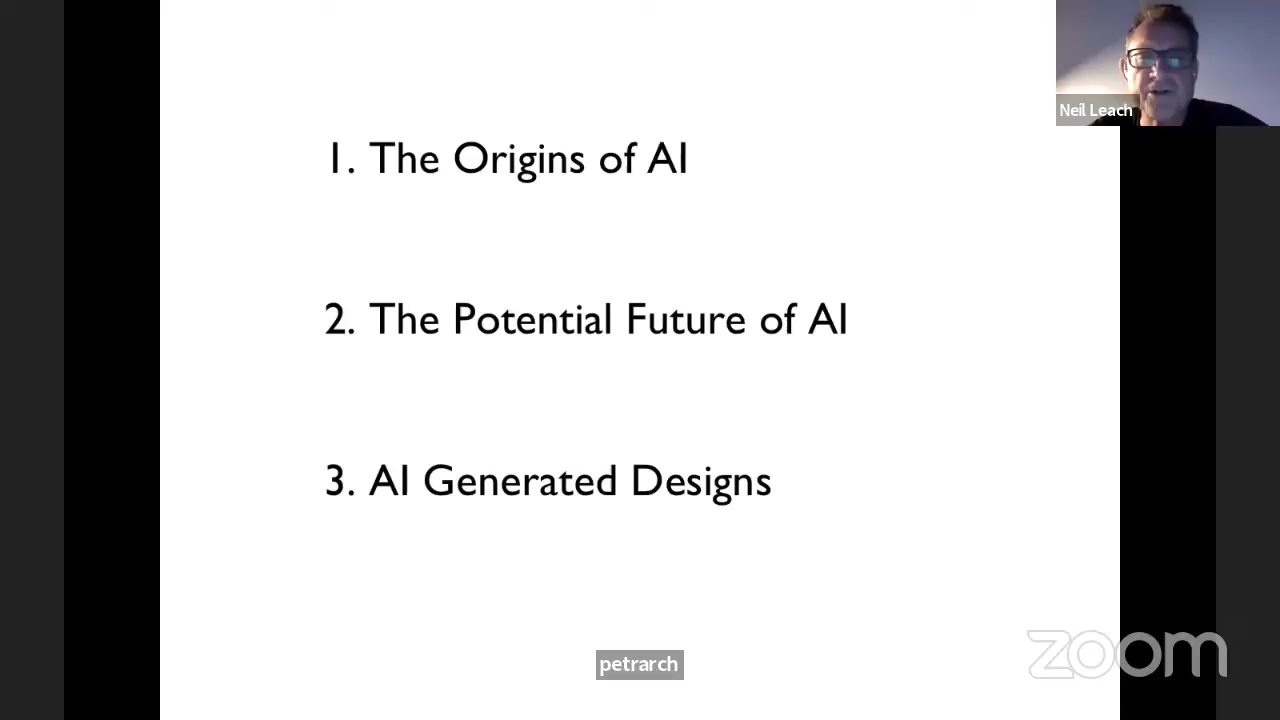 Neil Leach
1. The Origins of AI
2. The Potential Future of AI
3. AI Generated Designs
petrarch
zoom